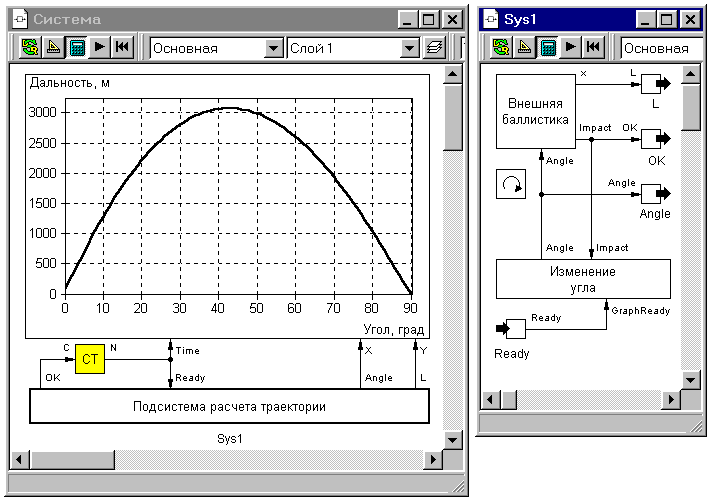 Система
Основная
Слой 1
Дальность, м
3000
2500
2000
1500
1000
500
0
0 10 20 30 40 50 60 70 80 90
Угол, град
C
СТ
N
Time
X
Y
OK
Ready
Angle
L
Подсистема расчета траектории
Sys1
Sys1
Основная
Внешняя
баллистика
x
L
L
Impact
OK
OK
Angle
Angle
Angle
Angle
Impact
Изменение
угла
Ready
GraphReady
Ready